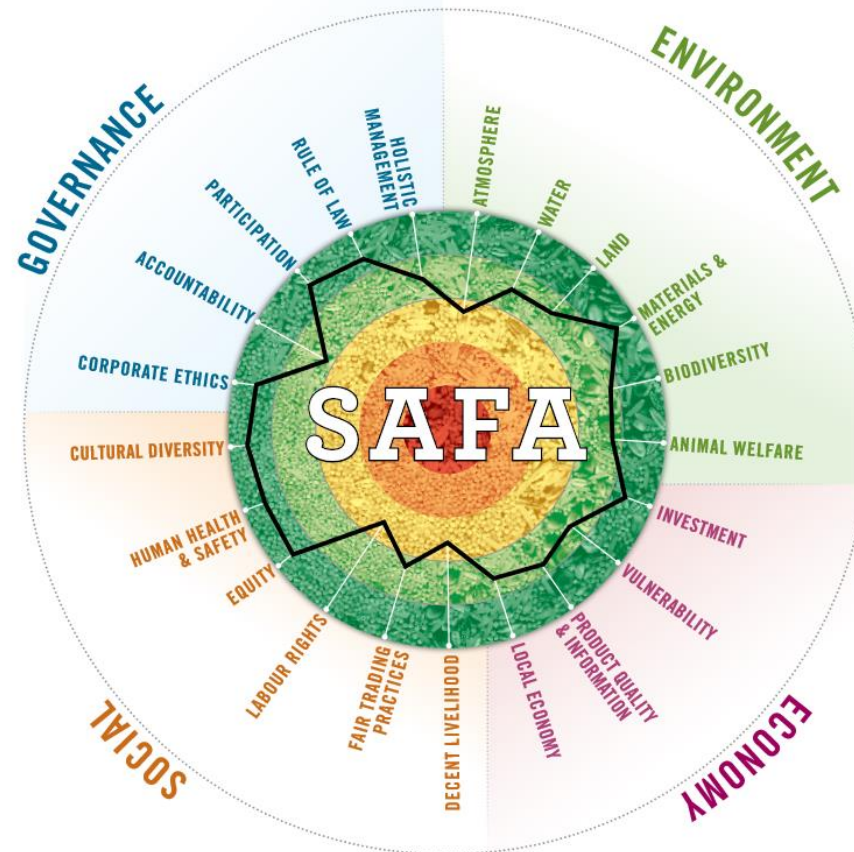 GOVERNANCE
HOLISTIC
MANAGEMENT
RULE OF LAW
PARTICIPATION
ACCOUNTABILITY
CORPORATE ETHICS
ENVIRONMENT
ATMOSPHERE
WATER
LAND
MATERIALS &
ENERGY
BIODIVERSITY
ANIMAL WELFARE
SAFA
CULTURAL DIVERSITY
HUMAN HEALTH
& SAFETY
EQUITY
LABOUR RIGHTS
FAIR TRADING
PRACTICES
DECENT LIVELIHOOD
SOCIAL
INVESTMENT
VULNERABILITY
PRODUCT QUALITY
& INFORMATION
LOCAL ECONOMY
ECONOMY